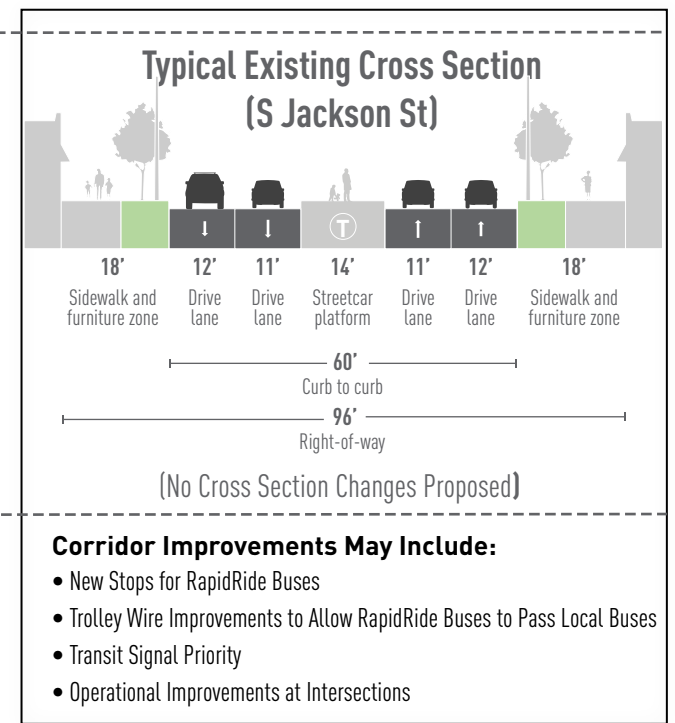 Typical Existing Cross Section
(S Jackson St)
T
18’ 12’ 11’ 14’ 11’ 12’ 18’
Sidewalk and Drive Drive Streetcar Drive Drive Sidewalk and
furniture zone lane lane platform lane lane furniture zone
60’
Curb to curb
96’
Right-of-way
(No Cross Section Changes Proposed)
Corridor Improvements May Include:
• New Stops for RapidRide Buses
• Trolley Wire Improvements to Allow RapidRide Buses to Pass Local Buses
• Transit Signal Priority
• Operational Improvements at Intersections